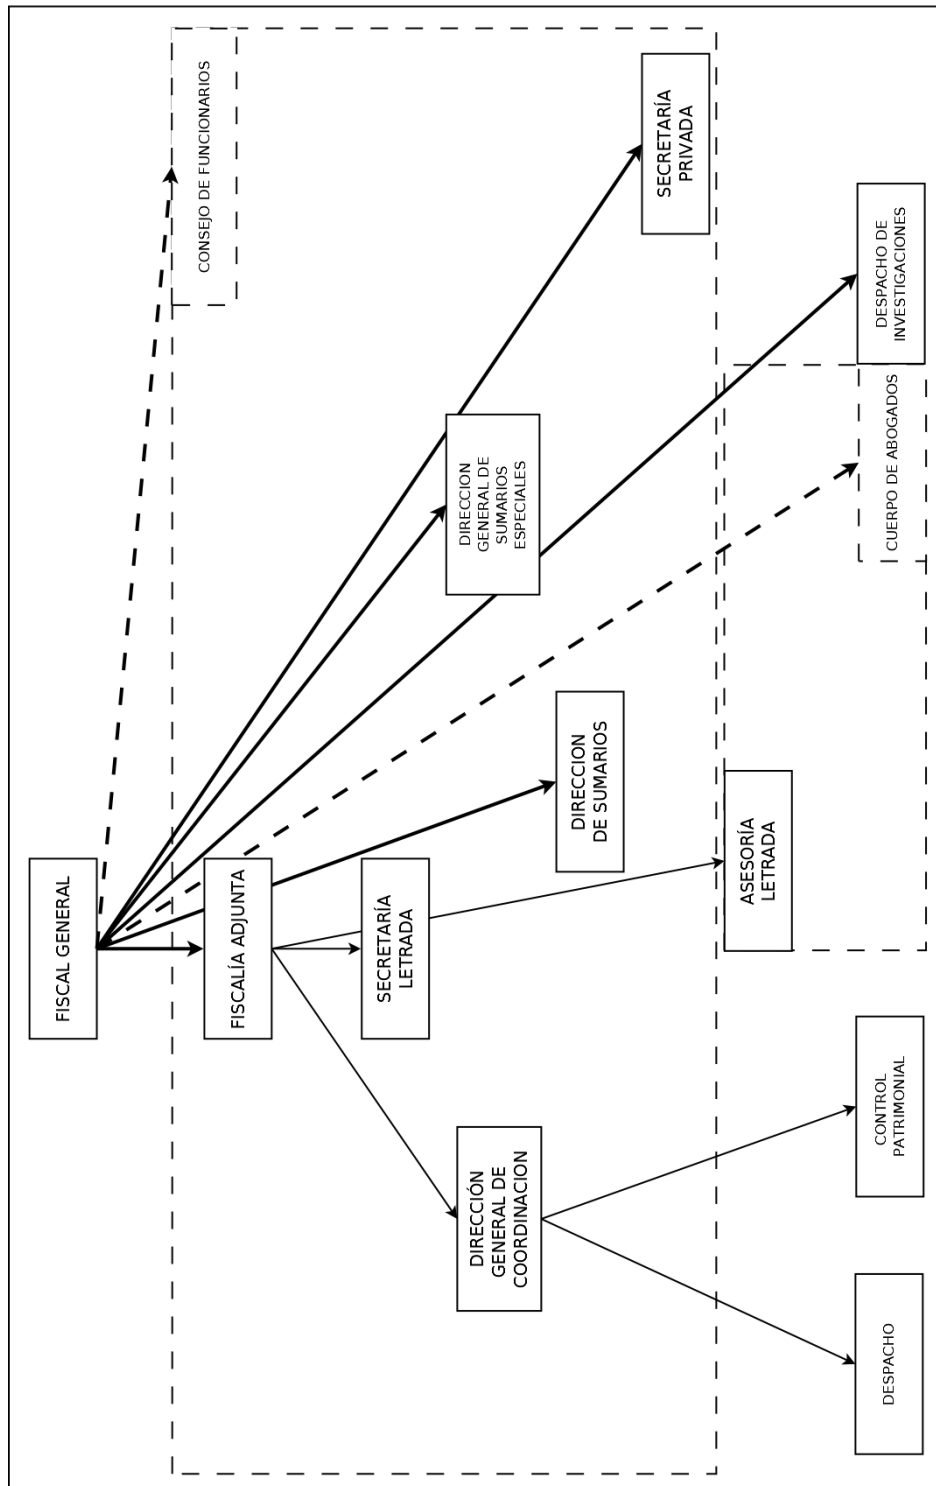 FISCAL GENERAL
CONSEJO DE FUNCIONARIOS
FISCALÍA ADJUNTA
SECRETARÍA
LETRADA
DIRECCION
GENERAL DE
SUMARIOS
ESPECIALES
DIRECCIÓN
GENERAL DE
COORDINACION
DIRECCION
DE SUMARIOS
SECRETARÍA
PRIVADA
ASESORÍA
LETRADA
DESPACHO
CONTROL
PATRIMONIAL
CUERPO DE ABOGADOS
DESPACHO DE
INVESTIGACIONES